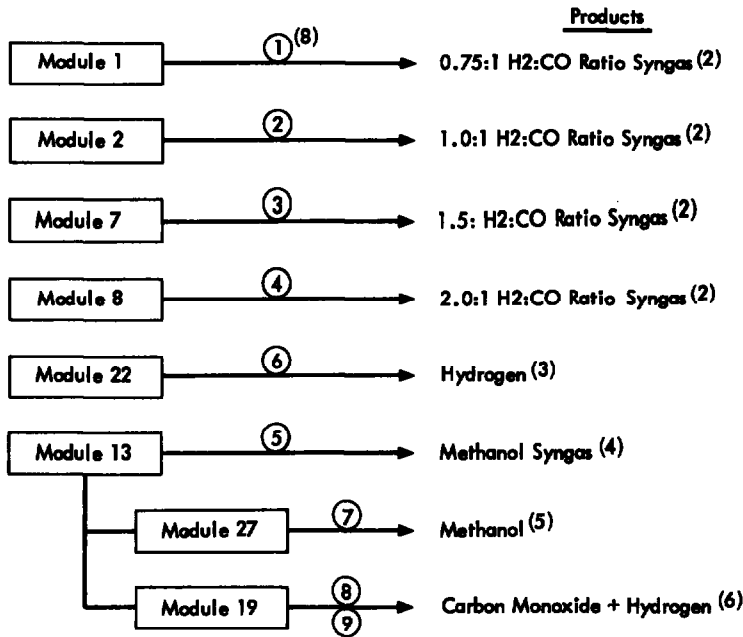 Products
Module 1 ① (8) 0.75:1 H2:CO Ratio Syngas (2)
Module 2 ② 1.0:1 H2:CO Ratio Syngas (2)
Module 7 ③ 1.5: H2:CO Ratio Syngas (2)
Module 8 ④ 2.0:1 H2:CO Ratio Syngas (2)
Module 22 ⑥ Hydrogen (3)
Module 13 ⑤ Methanol Syngas (4)
Module 27 ⑦ Methanol (5)
Module 19 ⑧ ⑨ Carbon Monoxide + Hydrogen (6)